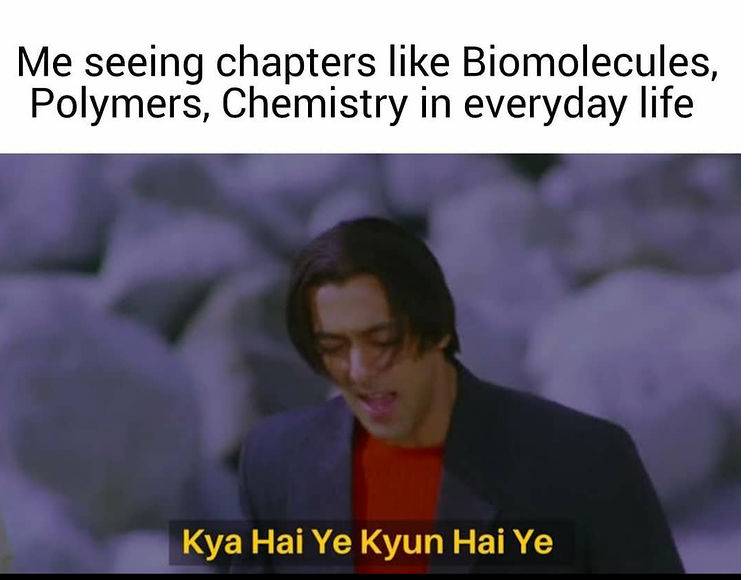 Me seeing chapters like Biomolecules,
Polymers, Chemistry in everyday life
Kya Hai Ye Kyun Hai Ye